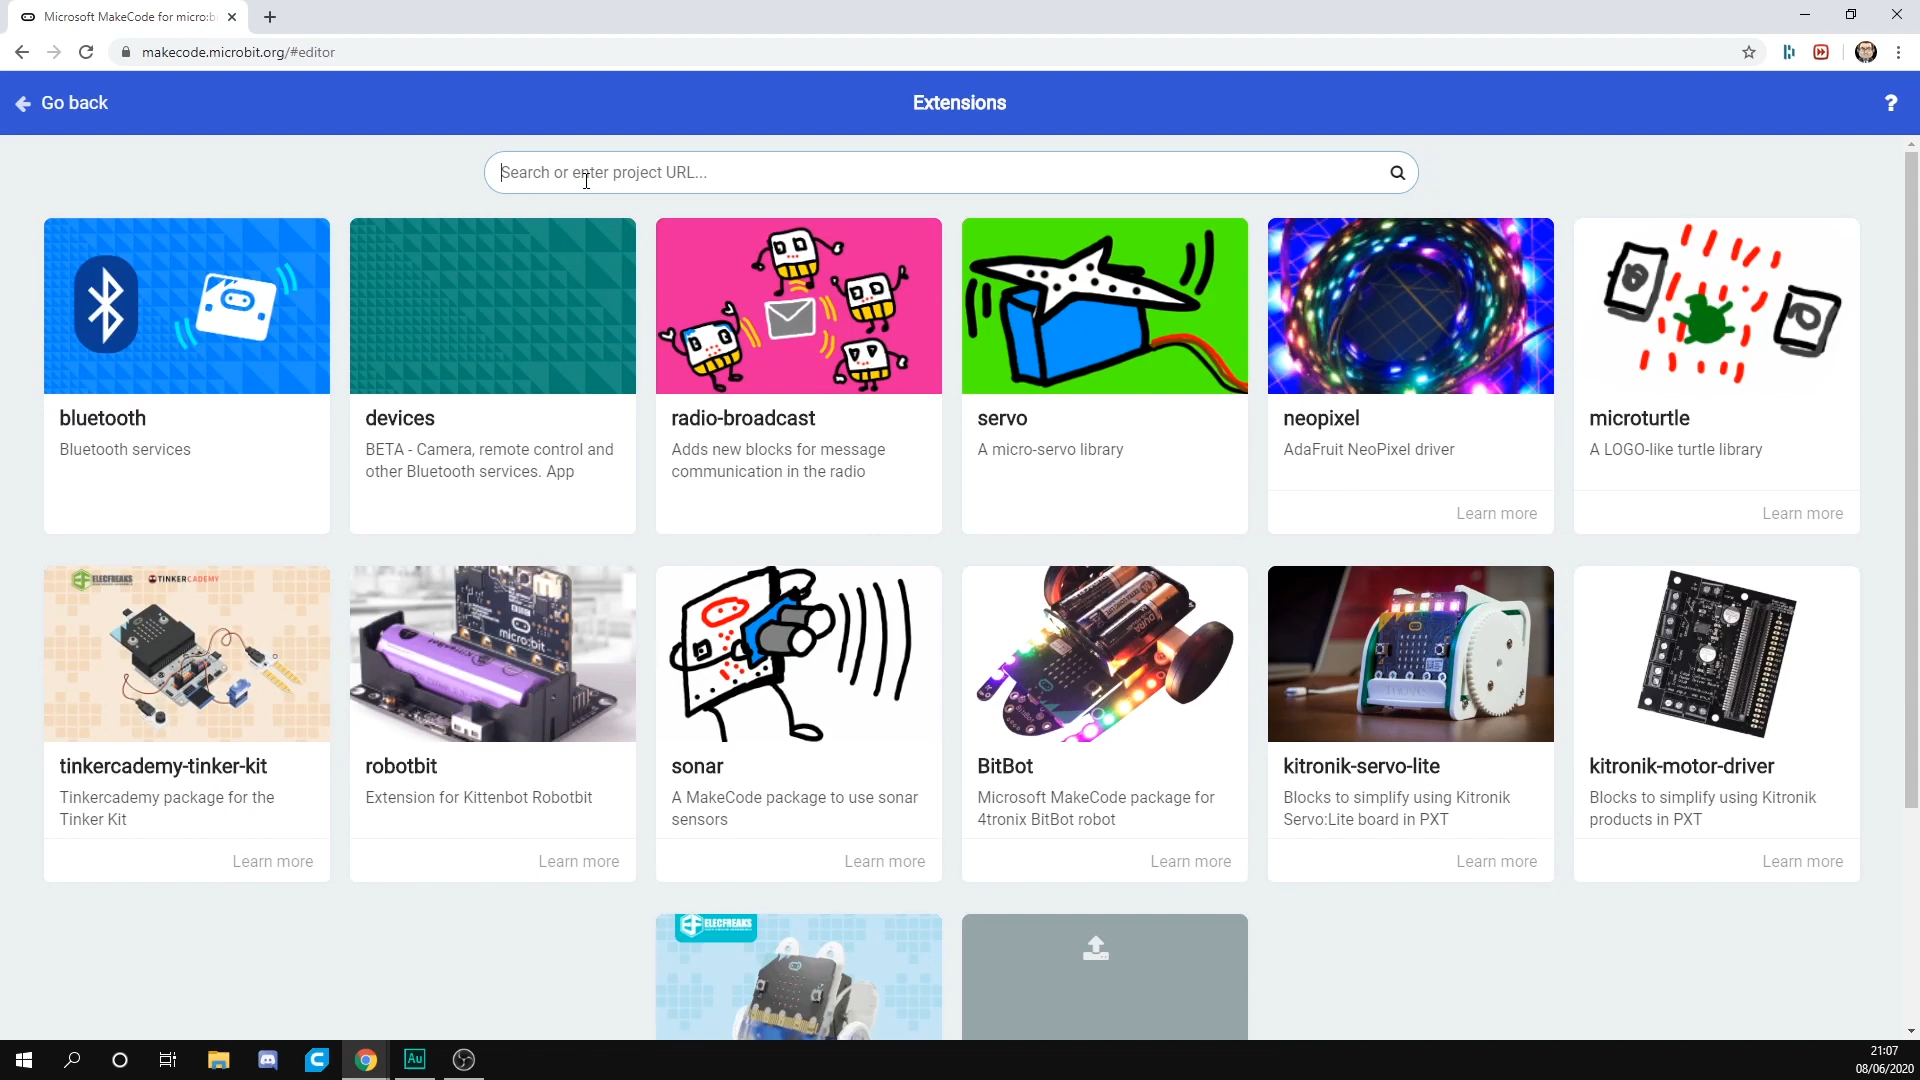 Microsoft MakeCode for micro:b
makecode.microbit.org/#editor
Go back
Extensions
?
Search or enter project URL...
bluetooth
Bluetooth services
devices
BETA - Camera, remote control and
other Bluetooth services. App
radio-broadcast
Adds new blocks for message
communication in the radio
servo
A micro-servo library
neopixel
AdaFruit NeoPixel driver
Learn more
microturtle
A LOGO-like turtle library
Learn more
ELECFREAKS TINKERCADEMY
tinkercademy-tinker-kit
Tinkercademy package for the
Tinker Kit
Learn more
micro:bit
robotbit
Extension for Kittenbot Robotbit
Learn more
sonar
A MakeCode package to use sonar
sensors
Learn more
BitBot
Microsoft MakeCode package for
4tronix BitBot robot
Learn more
kitronik-servo-lite
Blocks to simplify using Kitronik
Servo:Lite board in PXT
Learn more
kitronik-motor-driver
Blocks to simplify using Kitronik
products in PXT
Learn more
ELECFREAKS
Au
21:07
08/06/2020